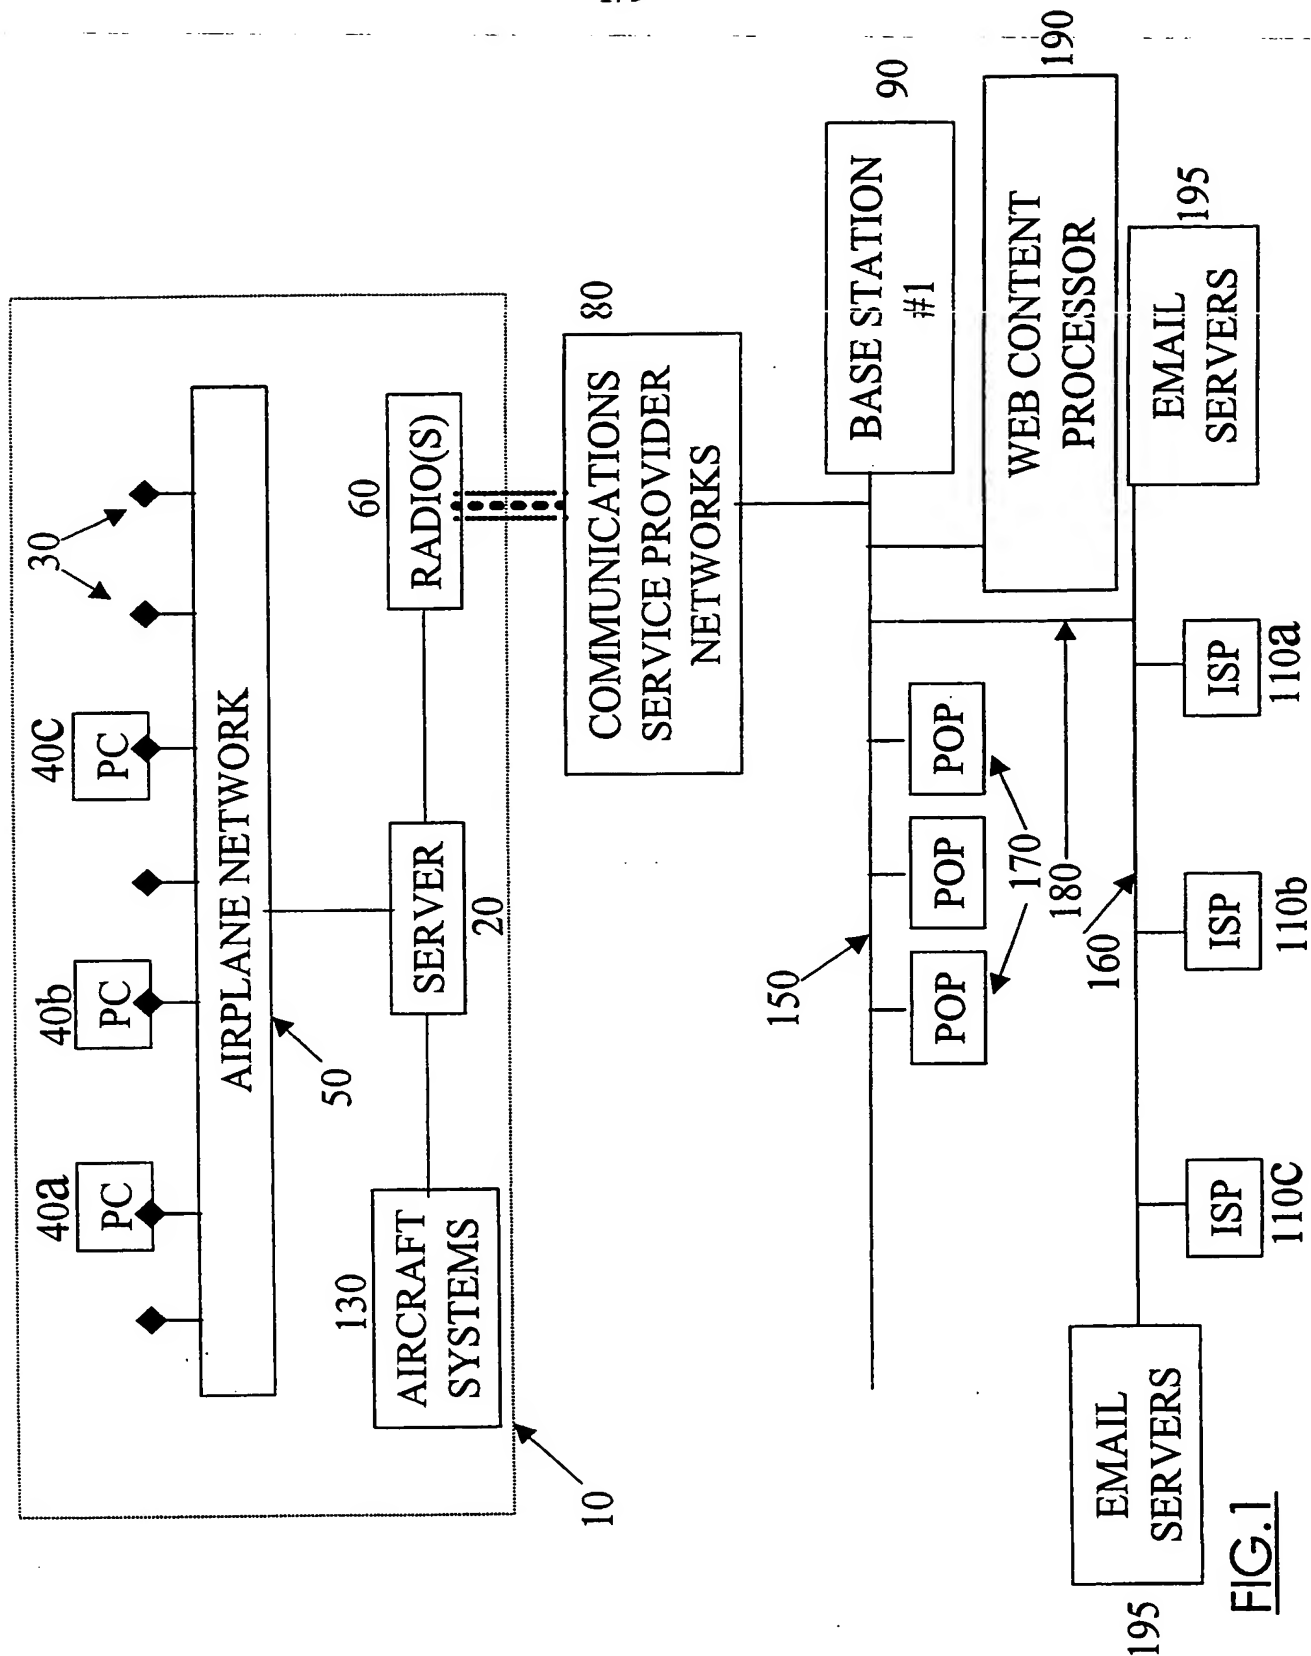 40a
40b
40c
30
PC
PC
PC
AIRPLANE NETWORK
50
130
60
AIRCRAFT
SYSTEMS
SERVER
RADIO(S)
20
10
80
COMMUNICATIONS
SERVICE PROVIDER
NETWORKS
90
BASE STATION
#1
150
POP
POP
POP
170
180
190
WEB CONTENT
PROCESSOR
160
195
EMAIL
SERVERS
EMAIL
SERVERS
195
ISP
ISP
ISP
110c
110b
110a
FIG.1